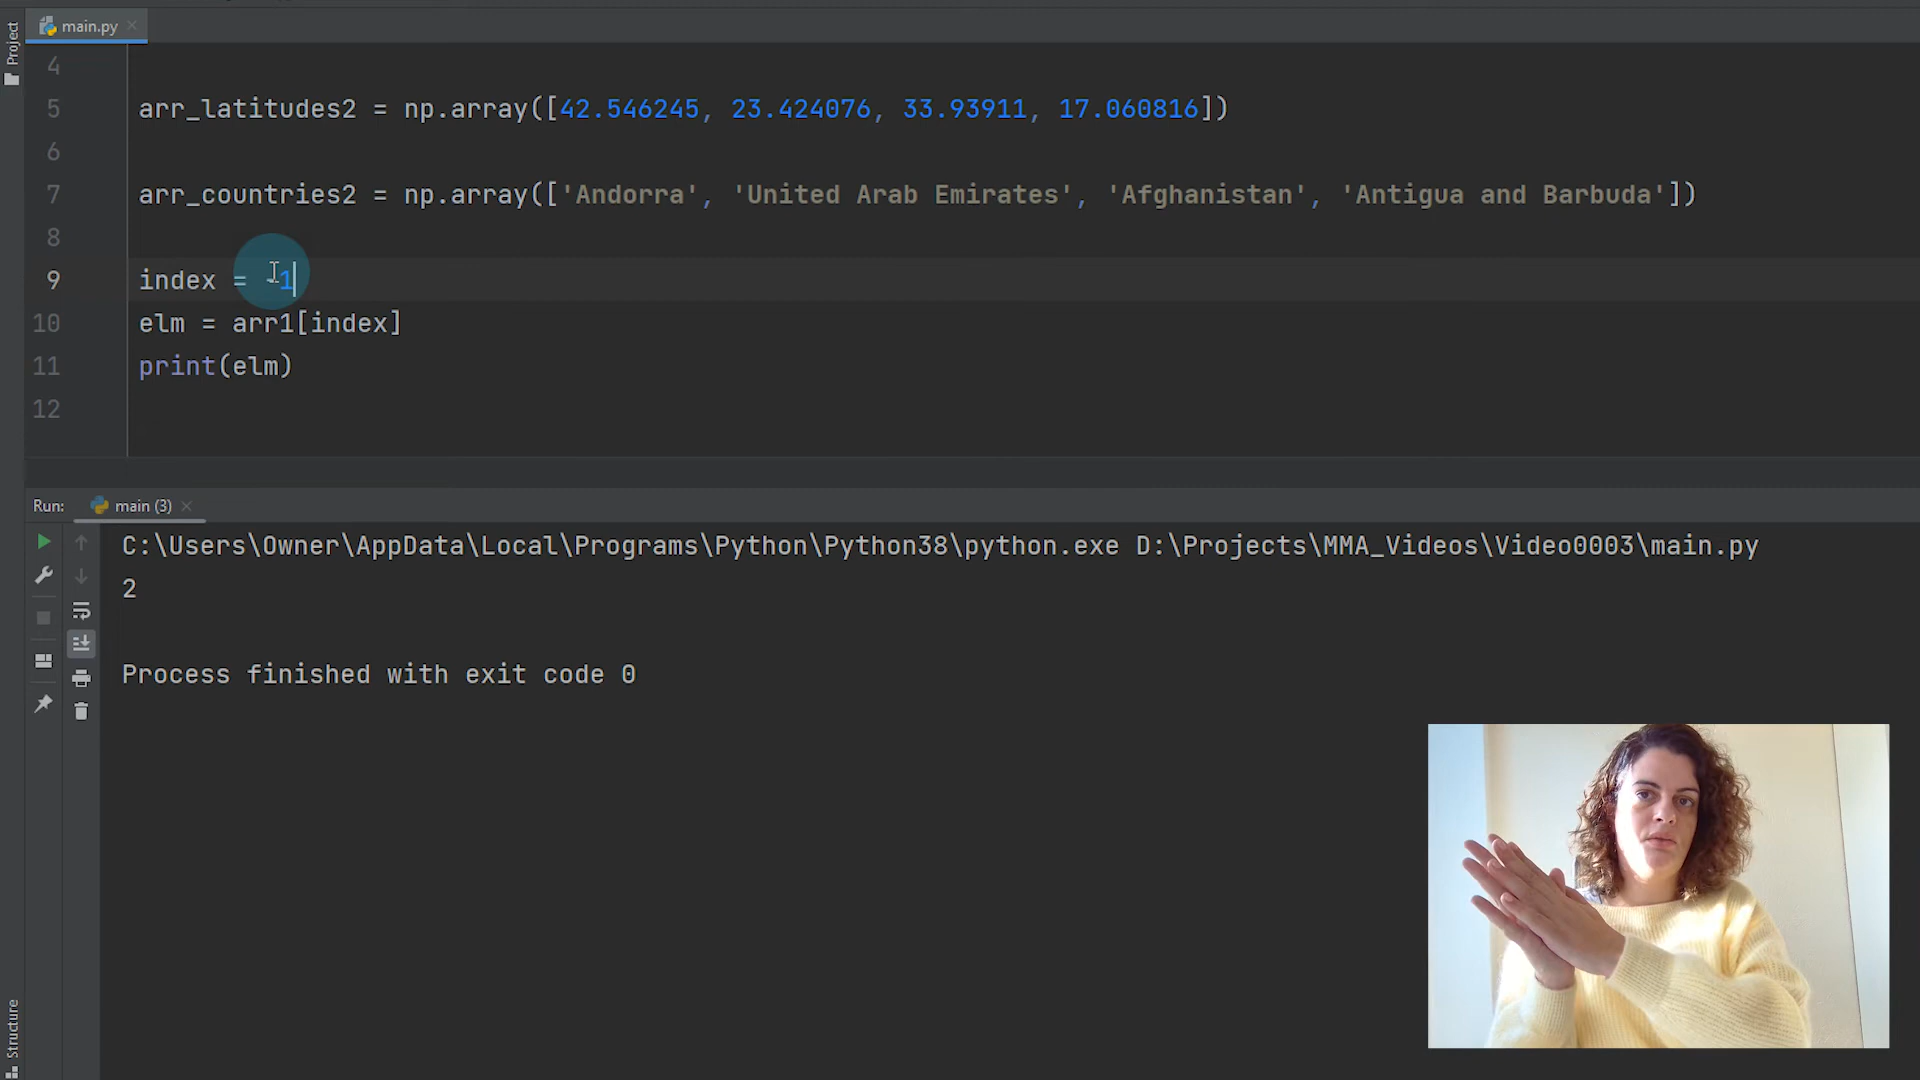 Project
main.py
4
5 arr_latitudes2 = np.array([42.546245, 23.424076, 33.93911, 17.060816])
6
7 arr_countries2 = np.array(['Andorra', 'United Arab Emirates', 'Afghanistan', 'Antigua and Barbuda'])
8
9 index = -1
10 elm = arr1[index]
11 print(elm)
12
Run: main (3)
C:\Users\Owner\AppData\Local\Programs\Python\Python38\python.exe D:\Projects\MMA_Videos\Video0003\main.py
2
Process finished with exit code 0
Structure